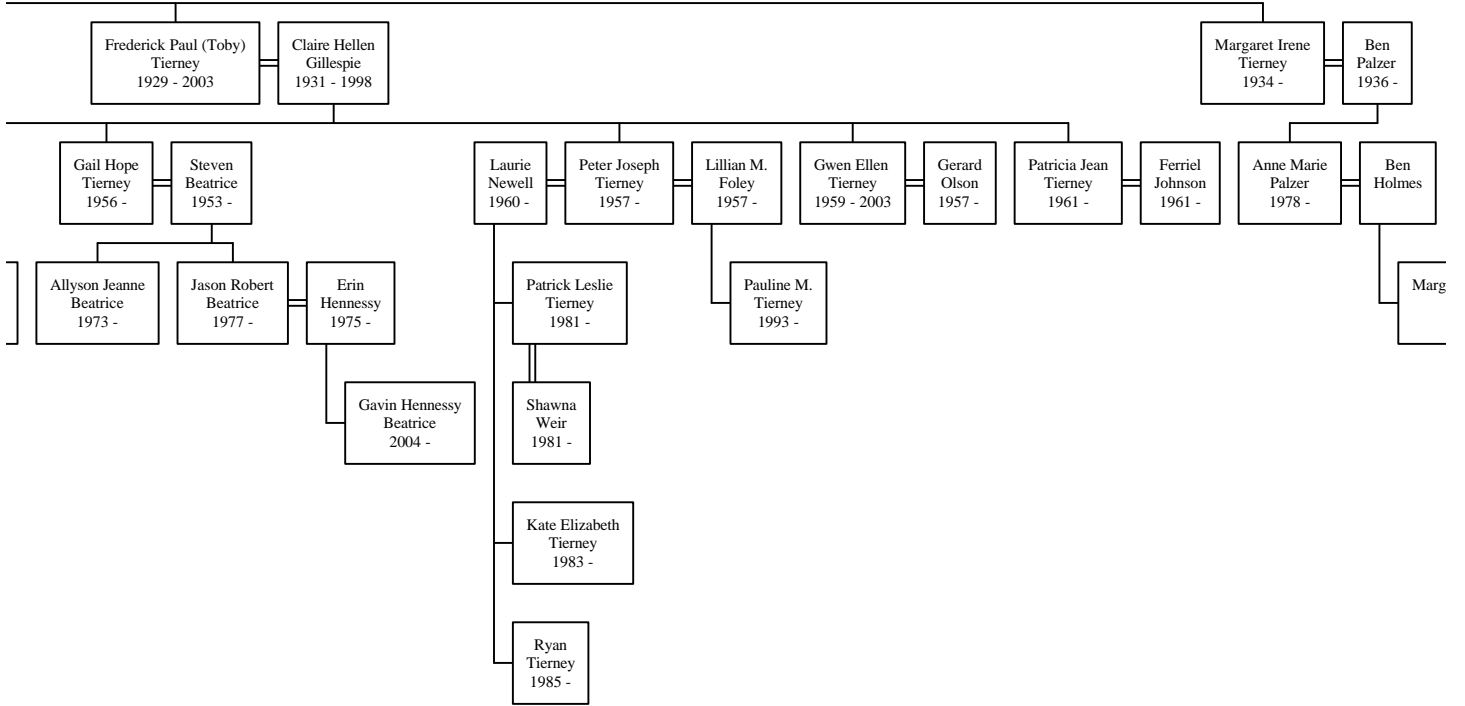 Frederick Paul (Toby)
Tierney
1929 - 2003
Claire Hellen
Gillespie
1931 - 1998
Margaret Irene
Tierney
1934 -
Ben
Palzer
1936 -
Gail Hope
Tierney
1956 -
Steven
Beatrice
1953 -
Laurie
Newell
1960 -
Peter Joseph
Tierney
1957 -
Lillian M.
Foley
1957 -
Gwen Ellen
Tierney
1959 - 2003
Gerard
Olson
1957 -
Patricia Jean
Tierney
1961 -
Ferriel
Johnson
1961 -
Anne Marie
Palzer
1978 -
Ben
Holmes
Allyson Jeanne
Beatrice
1973 -
Jason Robert
Beatrice
1977 -
Erin
Hennessy
1975 -
Patrick Leslie
Tierney
1981 -
Pauline M.
Tierney
1993 -
Marg
Gavin Hennessy
Beatrice
2004 -
Shawna
Weir
1981 -
Kate Elizabeth
Tierney
1983 -
Ryan
Tierney
1985 -